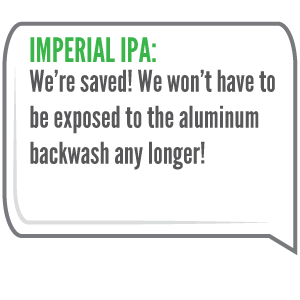 IMPERIAL IPA:
We’re saved! We won’t have to
be exposed to the aluminum
backwash any longer!